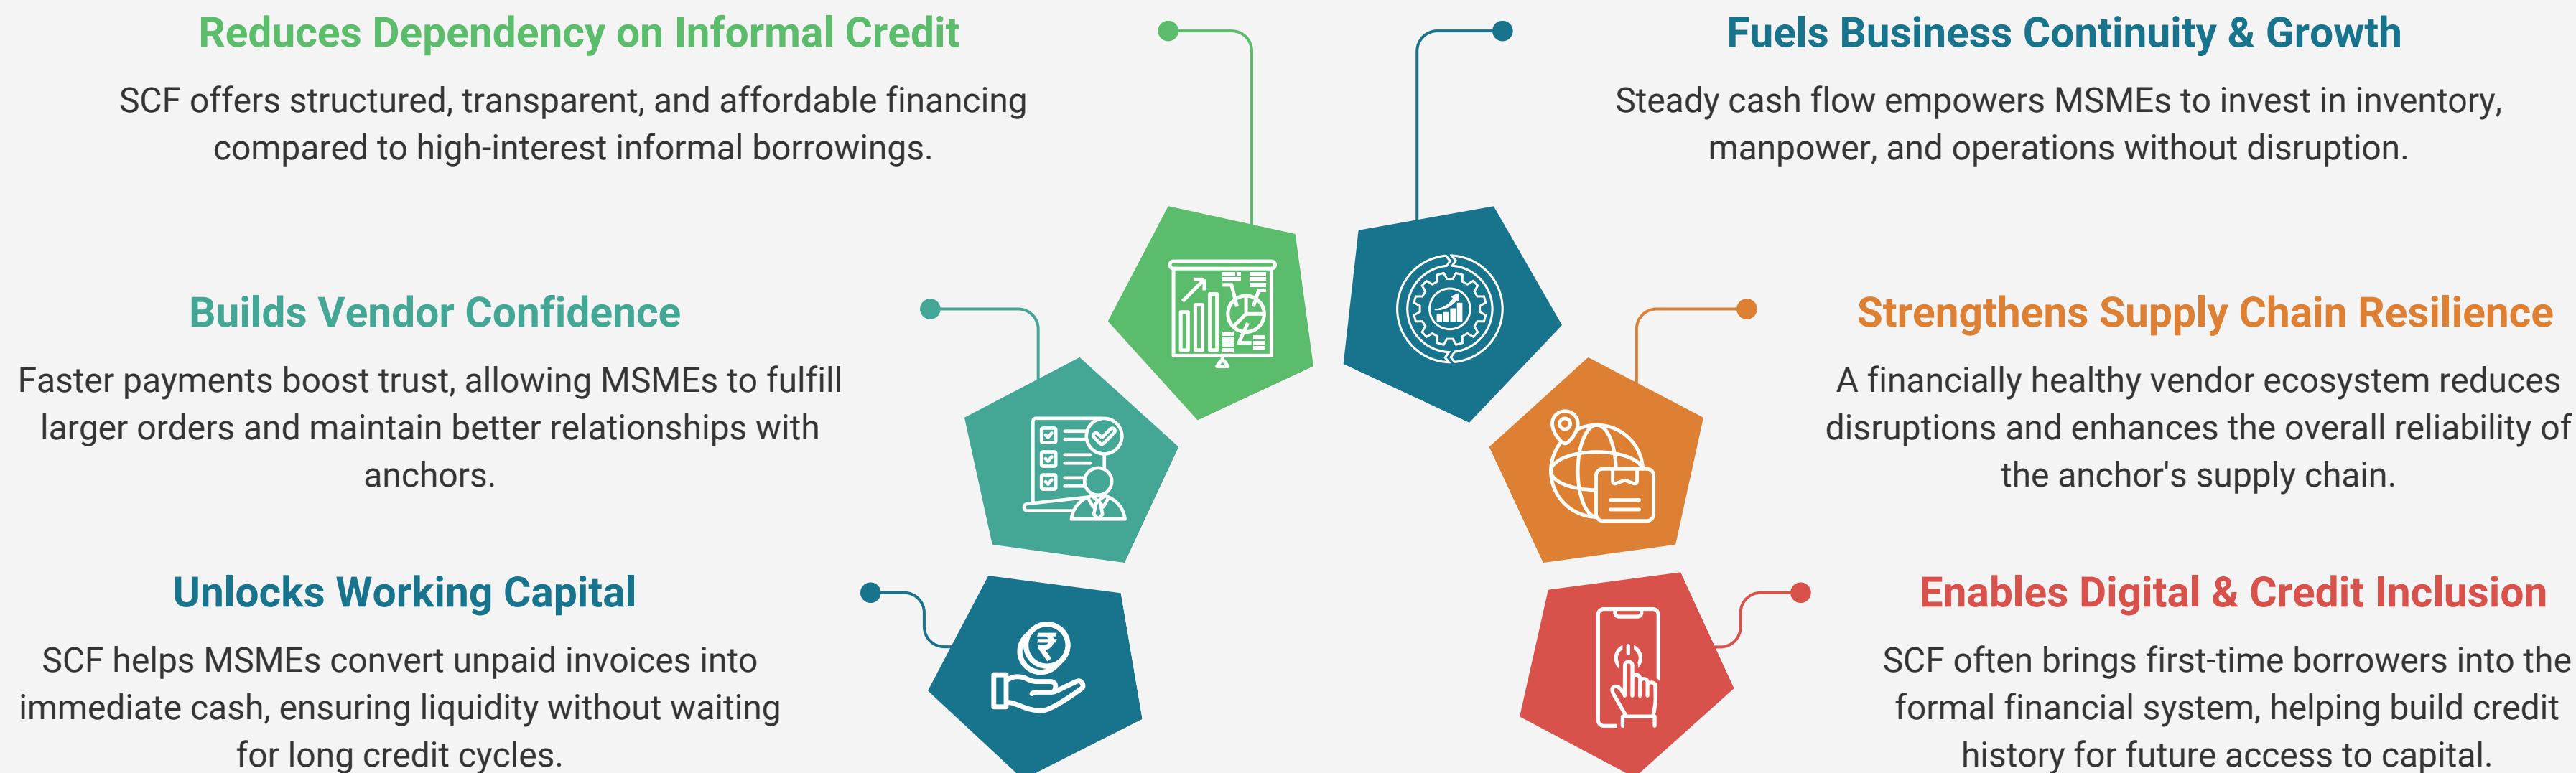 Reduces Dependency on Informal Credit
SCF offers structured, transparent, and affordable financing
compared to high-interest informal borrowings.
Fuels Business Continuity & Growth
Steady cash flow empowers MSMEs to invest in inventory,
manpower, and operations without disruption.
Builds Vendor Confidence
Faster payments boost trust, allowing MSMEs to fulfill
larger orders and maintain better relationships with
anchors.
Strengthens Supply Chain Resilience
A financially healthy vendor ecosystem reduces
disruptions and enhances the overall reliability of
the anchor's supply chain.
Unlocks Working Capital
SCF helps MSMEs convert unpaid invoices into
immediate cash, ensuring liquidity without waiting
for long credit cycles.
₹
Enables Digital & Credit Inclusion
SCF often brings first-time borrowers into the
formal financial system, helping build credit
history for future access to capital.